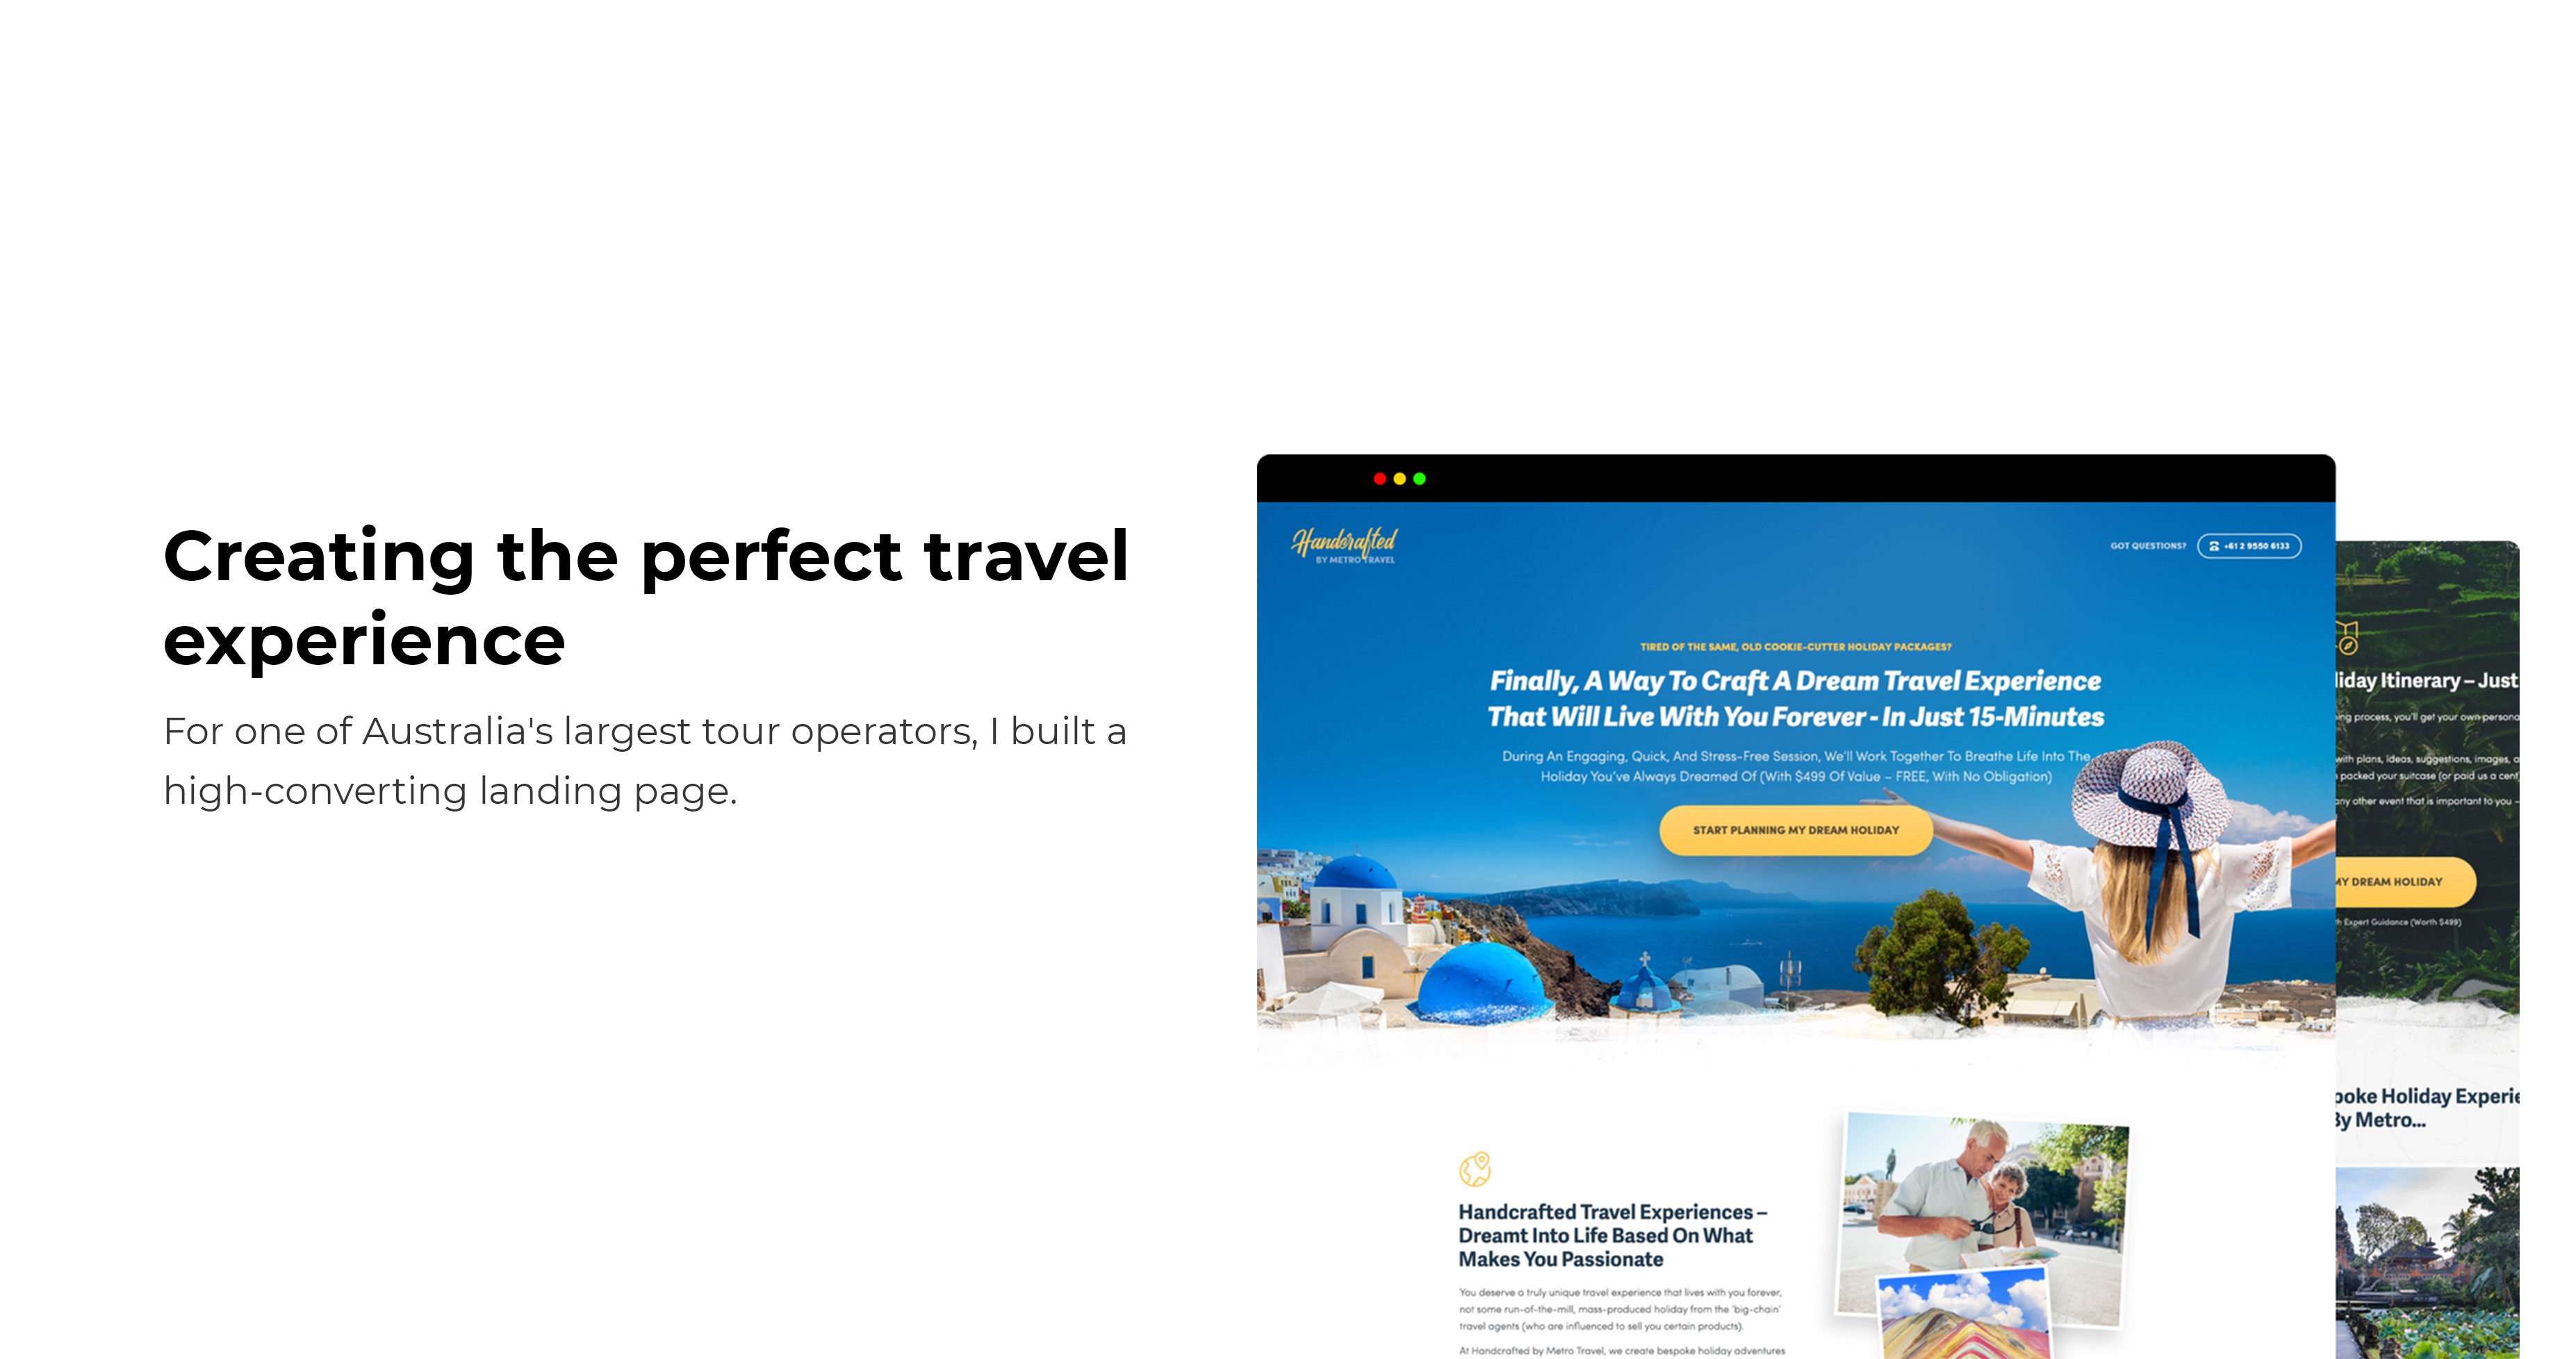 Creating the perfect travel
experience
For one of Australia's largest tour operators, I built a
high-converting landing page.
Handcrafted
BY METRO TRAVEL
GOT QUESTIONS?
+61 2 9550 6133
TIRED OF THE SAME, OLD COOKIE-CUTTER HOLIDAY PACKAGES?
Finally, A Way To Craft A Dream Travel Experience
That Will Live With You Forever - In Just 15-Minutes
During An Engaging, Quick, And Stress-Free Session, We'll Work Together To Breathe Life Into The
Holiday You've Always Dreamed Of (With $499 Of Value – FREE, With No Obligation)
START PLANNING MY DREAM HOLIDAY
Handcrafted Travel Experiences –
Dreamt Into Life Based On What
Makes You Passionate
You deserve a truly unique travel experience that lives with you forever,
not some run-of-the-mill, mass-produced holiday from the 'big-chain'
travel agents (who are influenced to sell you certain products).
At Handcrafted by Metro Travel, we create bespoke holiday adventures
liday Itinerary – Just
ing process, you'll get your own persona
with plans, ideas, suggestions, images, a
packed your suitcase (or paid us a cent
any other event that is important to you –
MY DREAM HOLIDAY
h Expert Guidance (Worth $499)
poke Holiday Experie
By Metro...